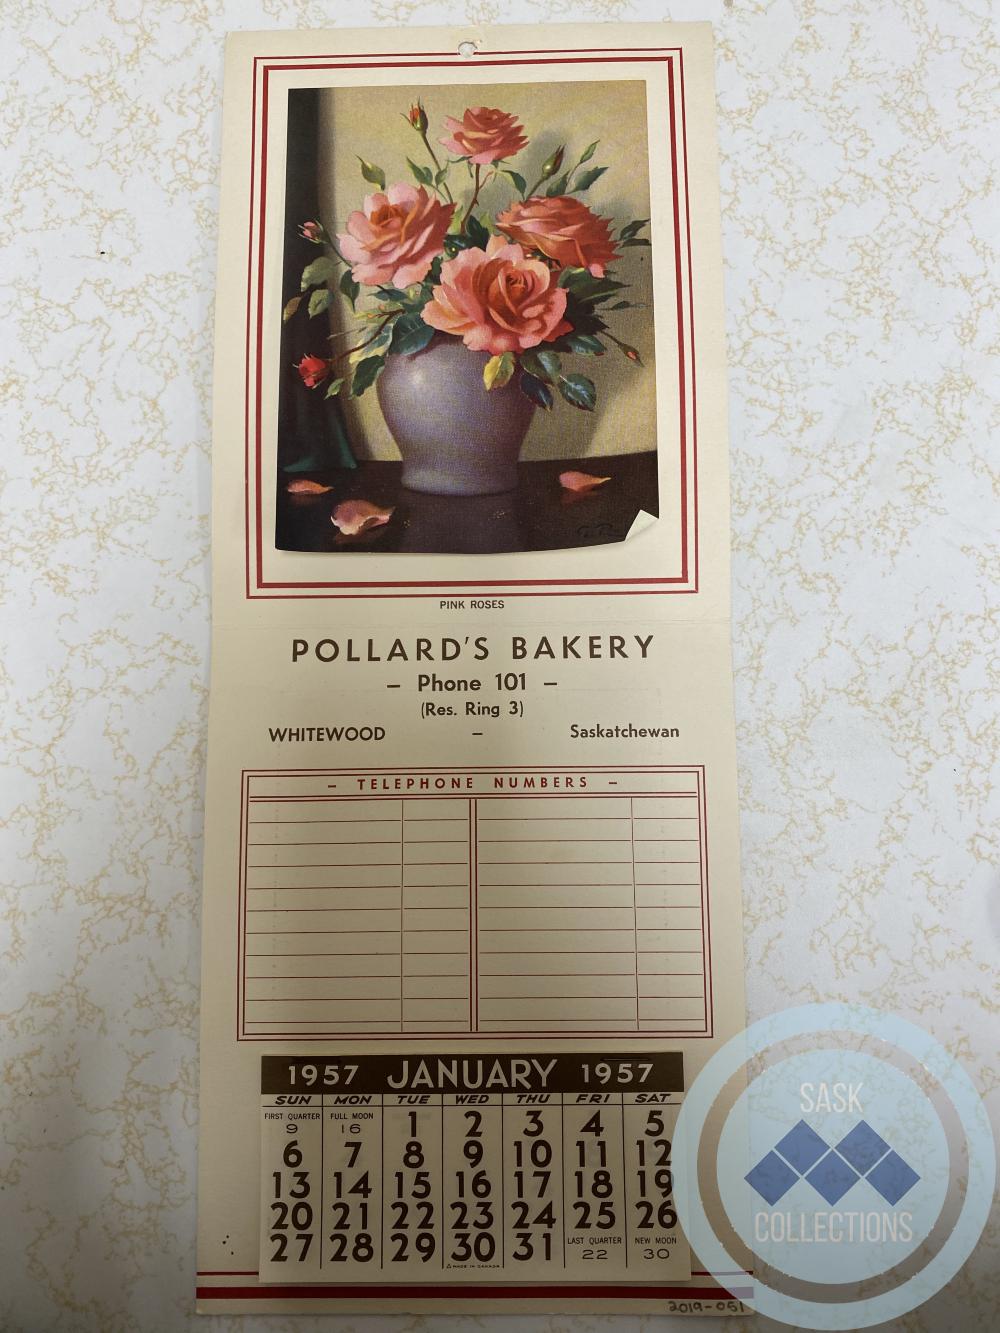 PINK ROSES
POLLARD'S BAKERY
– Phone 101 –
(Res. Ring 3)
WHITEWOOD – Saskatchewan
– TELEPHONE NUMBERS –
1957 JANUARY 1957
SUN MON TUE WED THU FRI SAT
FIRST QUARTER 9 FULL MOON 16 1 2 3 4 5
6 7 8 9 10 11 12
13 14 15 16 17 18 19
20 21 22 23 24 25 26
27 28 29 30 31 LAST QUARTER 22 NEW MOON 30
MADE IN CANADA
2019-051
SASK
COLLECTIONS